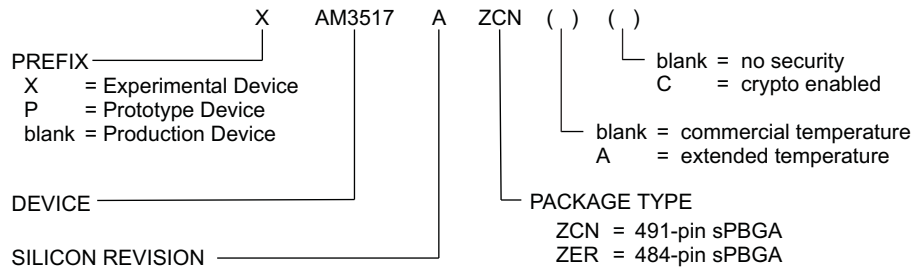 X AM3517 A ZCN ( ) ( )
PREFIX
X = Experimental Device
P = Prototype Device
blank = Production Device
blank = no security
C = crypto enabled
blank = commercial temperature
A = extended temperature
DEVICE
PACKAGE TYPE
ZCN = 491-pin sPBGA
ZER = 484-pin sPBGA
SILICON REVISION